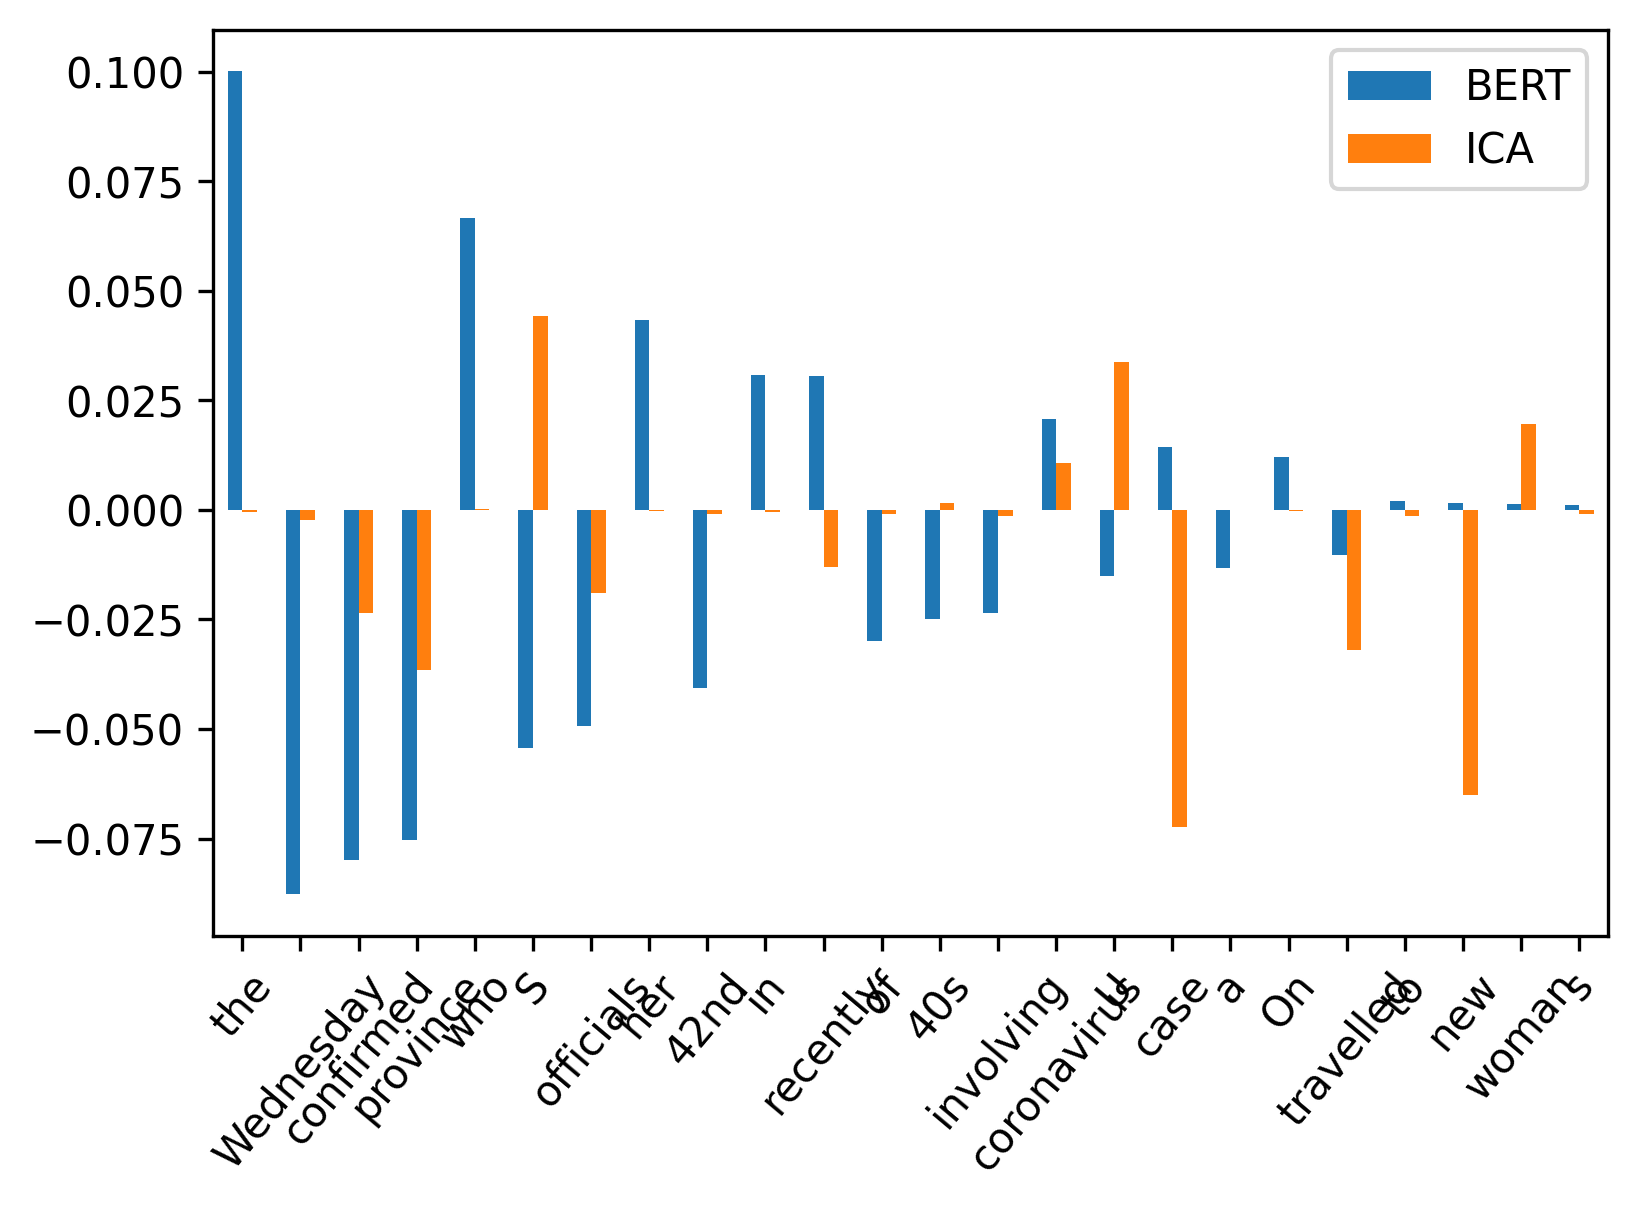 0.100
0.075
0.050
0.025
0.000
−0.025
−0.050
−0.075
BERT
ICA
the
Wednesday
confirmed
province
who
S
officials
her
42nd
in
recently
of
40s
involving
coronavirus
U
case
a
On
travelled
to
new
woman
s